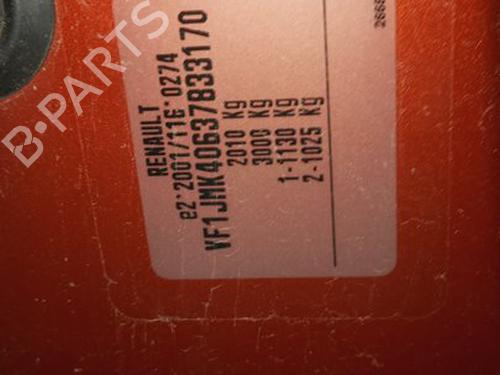 RENAULT
e2*2001/116*0274
VF1JMK40637833170
2010 Kg
3000 Kg
1-1130 Kg
2-1025 Kg
B-PARTS